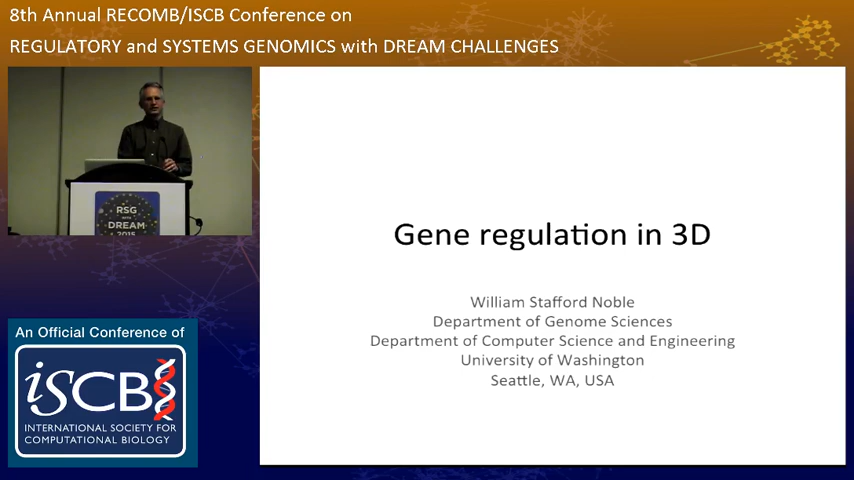 8th Annual RECOMB/ISCB Conference on
REGULATORY and SYSTEMS GENOMICS with DREAM CHALLENGES
RSG
WITH
DREAM
2015
An Official Conference of
iSCB
INTERNATIONAL SOCIETY FOR
COMPUTATIONAL BIOLOGY
Gene regulation in 3D
William Stafford Noble
Department of Genome Sciences
Department of Computer Science and Engineering
University of Washington
Seattle, WA, USA